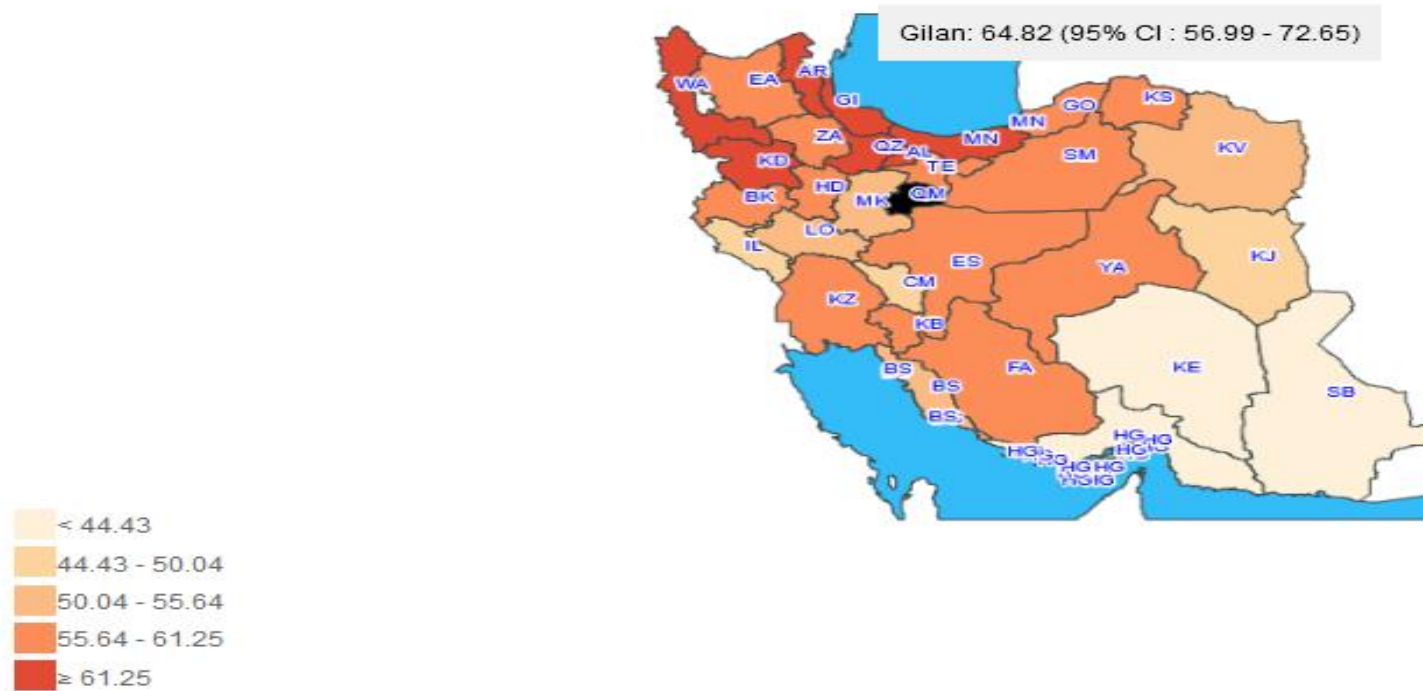 Gilan: 64.82 (95% CI : 56.99 - 72.65)
WA
EA
AR
GI
MN
MN
GO
KS
ZA
QZ
AL
TE
SM
KV
KD
HD
BK
MK
QM
LO
IL
ES
YA
KJ
CM
KZ
KB
BS
BS
BS
FA
KE
SB
HG
HG
HG
HG
HG
HG
HG
< 44.43
44.43 - 50.04
50.04 - 55.64
55.64 - 61.25
≥ 61.25